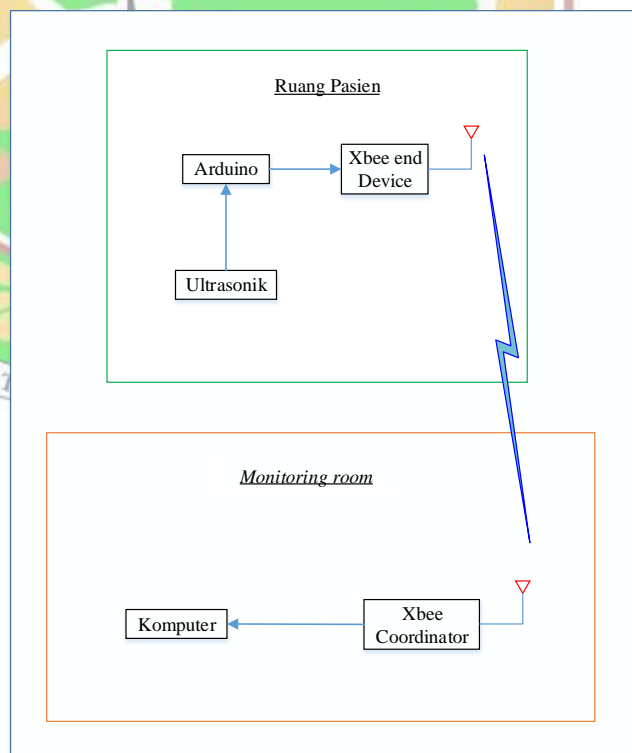 Ruang Pasien
Arduino
Xbee end
Device
Ultrasonik
Monitoring room
Komputer
Xbee
Coordinator